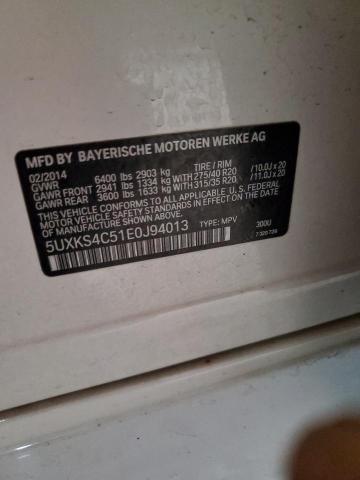 MFD BY BAYERISCHE MOTOREN WERKE AG
02/2014 TIRE / RIM
GVWR 6400 lbs 2903 kg
GAWR FRONT 2941 lbs 1334 kg WITH 275/40 R20 /10.0J x 20
GAWR REAR 3600 lbs 1633 kg WITH 315/35 R20 /11.0J x 20
THIS VEHICLE CONFORMS TO ALL APPLICABLE U.S. FEDERAL
MOTOR VEHICLE SAFETY STANDARDS IN EFFECT ON THE
DATE OF MANUFACTURE SHOWN ABOVE.
5UXKS4C51E0J94013 TYPE: MPV 300U